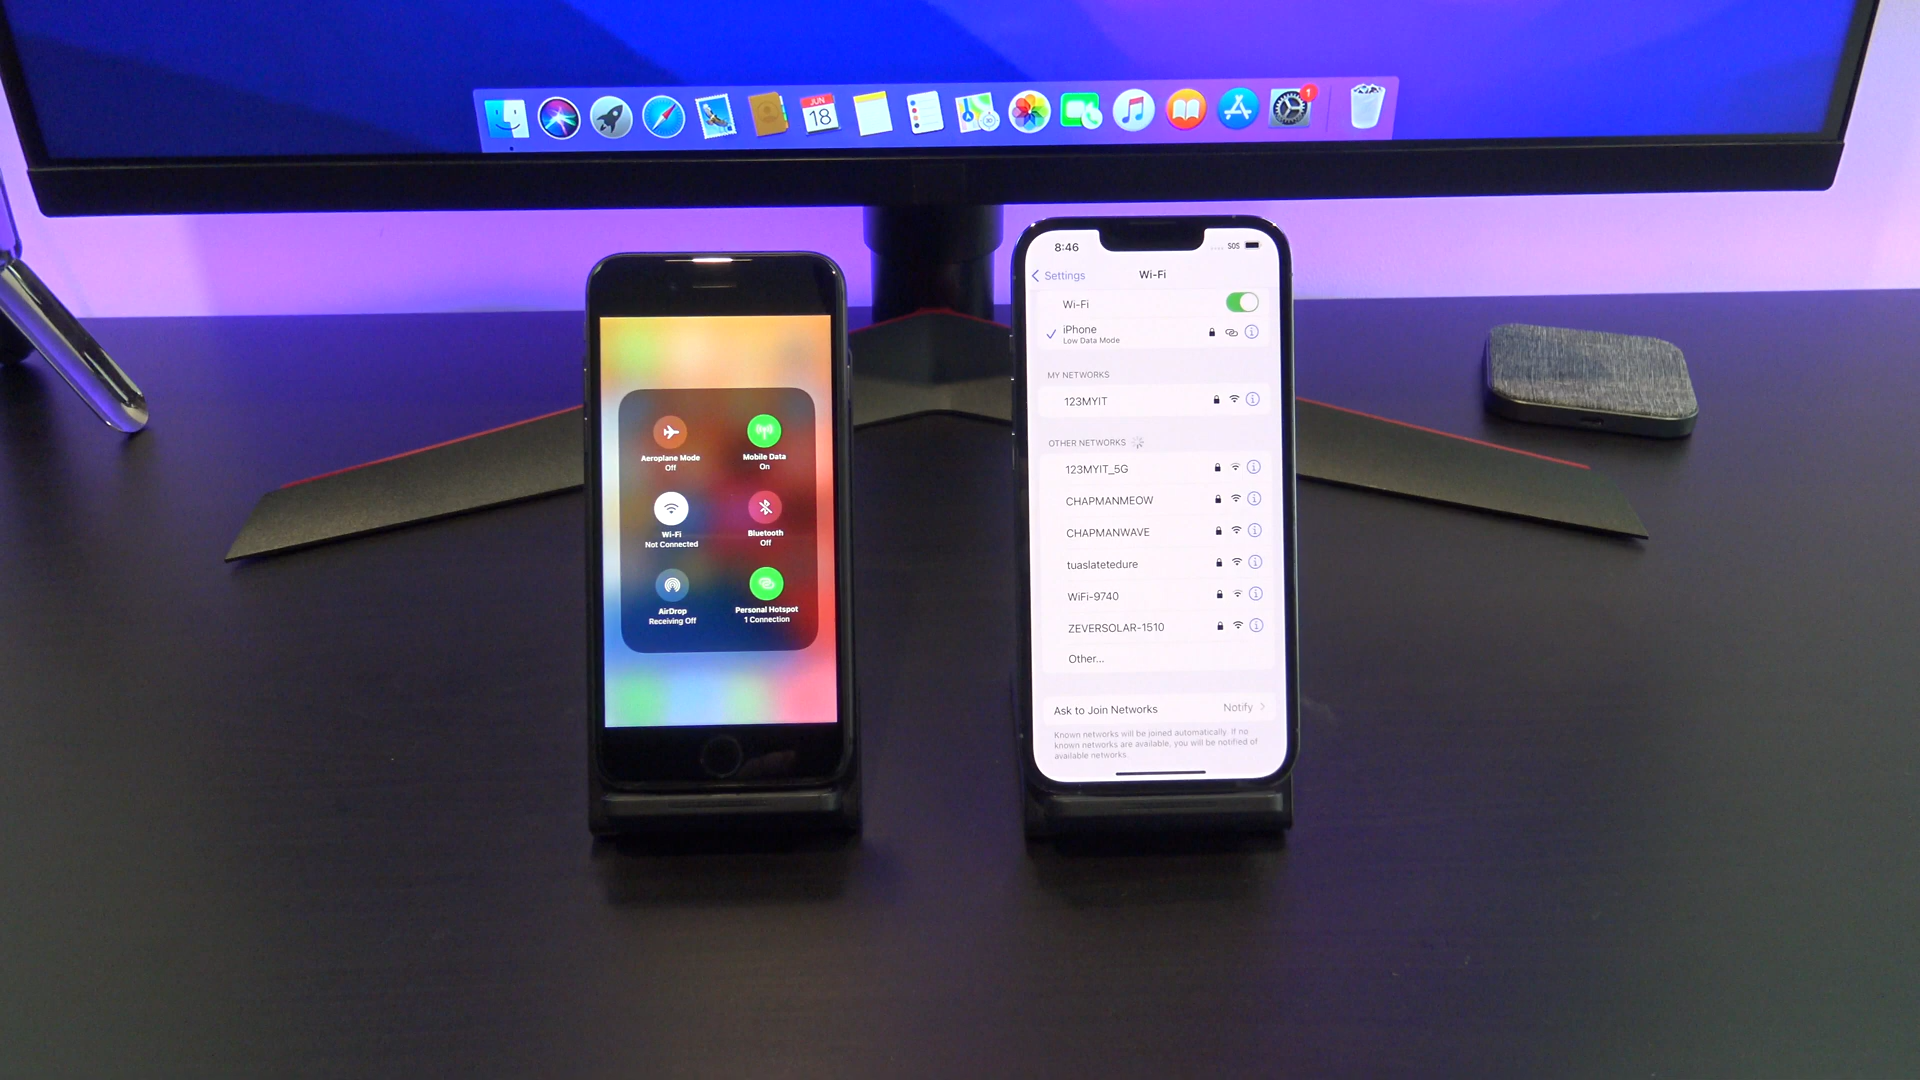 JUN
18
1
Aeroplane Mode
Off
Mobile Data
On
Wi-Fi
Not Connected
Bluetooth
Off
AirDrop
Receiving Off
Personal Hotspot
1 Connection
8:46
SOS
Settings
Wi-Fi
Wi-Fi
iPhone
Low Data Mode
MY NETWORKS
123MYIT
OTHER NETWORKS
123MYIT_5G
CHAPMANMEOW
CHAPMANWAVE
tuaslatetedure
WiFi-9740
ZEVERSOLAR-1510
Other...
Ask to Join Networks Notify
Known networks will be joined automatically. If no
known networks are available, you will be notified of
available networks.